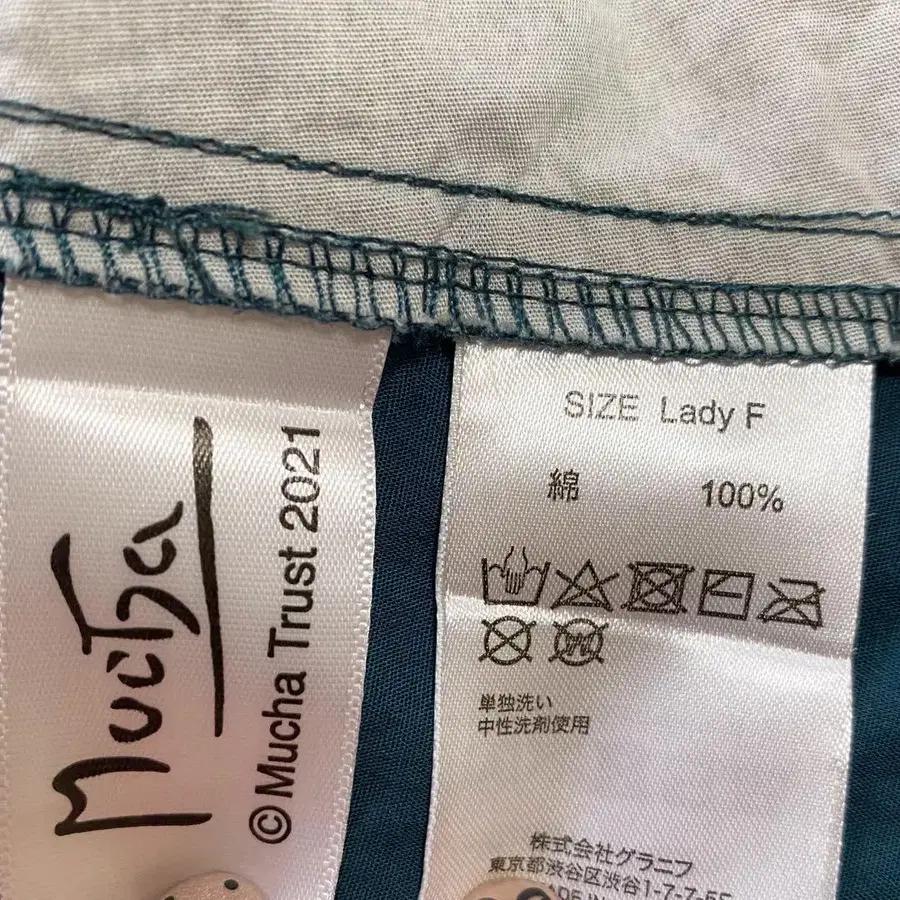 Mucha
© Mucha Trust 2021
SIZE Lady F
綿 100%
単独洗い
中性洗剤使用
株式会社グラニフ
東京都渋谷区渋谷1-7-7-5F